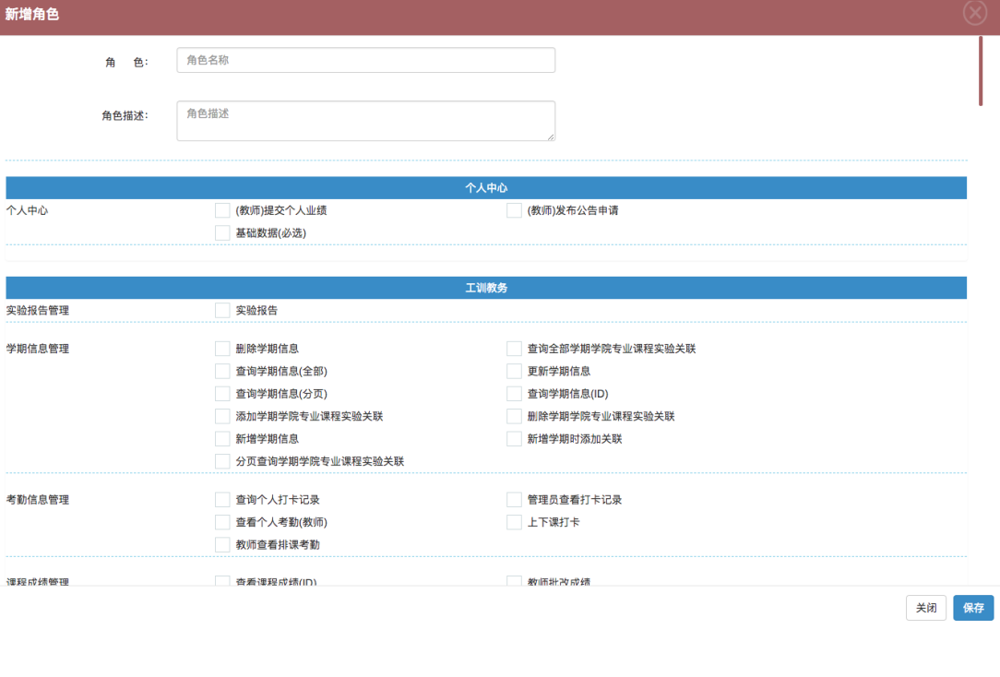 新增角色
角 色：
角色名称
角色描述：
角色描述
个人中心
个人中心 (教师)提交个人业绩 (教师)发布公告申请
基础数据(必选)
工训教务
实验报告管理 实验报告
学期信息管理 删除学期信息 查询全部学期学院专业课程实验关联
查询学期信息(全部) 更新学期信息
查询学期信息(分页) 查询学期信息(ID)
添加学期学院专业课程实验关联 删除学期学院专业课程实验关联
新增学期信息 新增学期时添加关联
分页查询学期学院专业课程实验关联
考勤信息管理 查询个人打卡记录 管理员查看打卡记录
查看个人考勤(教师) 上下课打卡
教师查看排课考勤
课程成绩管理 查看课程成绩(ID) 教师批改成绩
关闭 保存